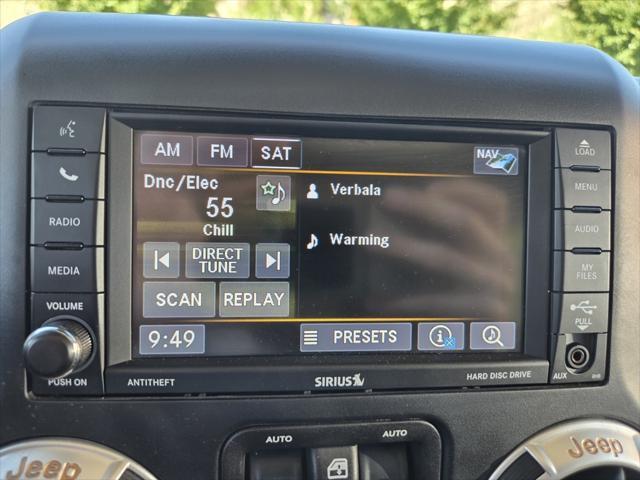 AM FM SAT NAV
LOAD
Dnc/Elec
55
Chill
Verbala
Warming
MENU
RADIO
AUDIO
DIRECT
TUNE
MEDIA
MY
FILES
SCAN REPLAY
VOLUME
PULL
9:49 PRESETS
PUSH ON
ANTITHEFT
SIRIUS
HARD DISC DRIVE
AUX
AUTO AUTO
Jeep
Jeep